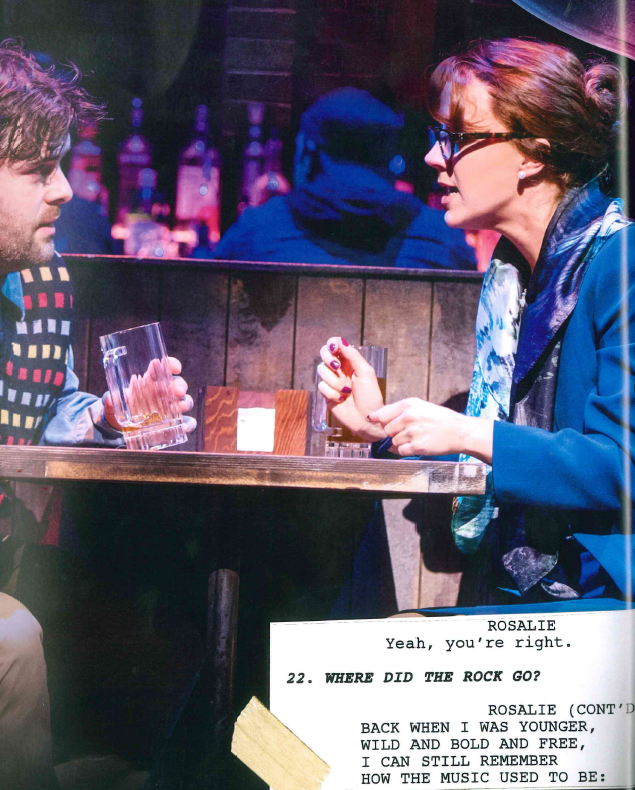 ROSALIE
Yeah, you're right.
22. WHERE DID THE ROCK GO?
ROSALIE (CONT'D
BACK WHEN I WAS YOUNGER,
WILD AND BOLD AND FREE,
I CAN STILL REMEMBER
HOW THE MUSIC USED TO BE: